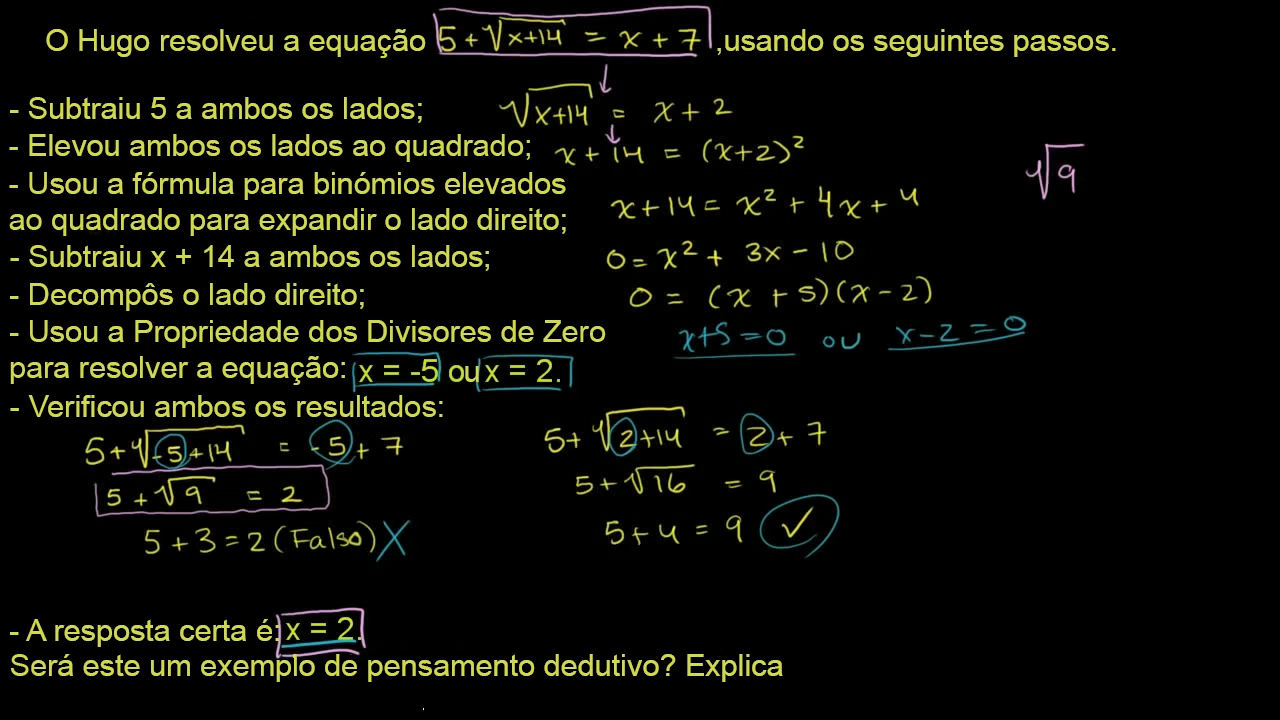 O Hugo resolveu a equação 5 + √x+14 = x + 7 ,usando os seguintes passos.
- Subtraiu 5 a ambos os lados; √x+14 = x + 2
- Elevou ambos os lados ao quadrado; x + 14 = (x+2)²
√9
- Usou a fórmula para binómios elevados
ao quadrado para expandir o lado direito; x + 14 = x² + 4x + 4
- Subtraiu x + 14 a ambos os lados; 0 = x² + 3x - 10
- Decompôs o lado direito; 0 = (x + 5)(x - 2)
- Usou a Propriedade dos Divisores de Zero x+5 = 0 ou x - 2 = 0
para resolver a equação: x = -5 ou x = 2.
- Verificou ambos os resultados:
5 + √-5+14 = -5 + 7
5 + √9 = 2
5 + 3 = 2 (Falso) X
5 + √2+14 = 2 + 7
5 + √16 = 9
5 + 4 = 9 ✓
- A resposta certa é: x = 2.
Será este um exemplo de pensamento dedutivo? Explica